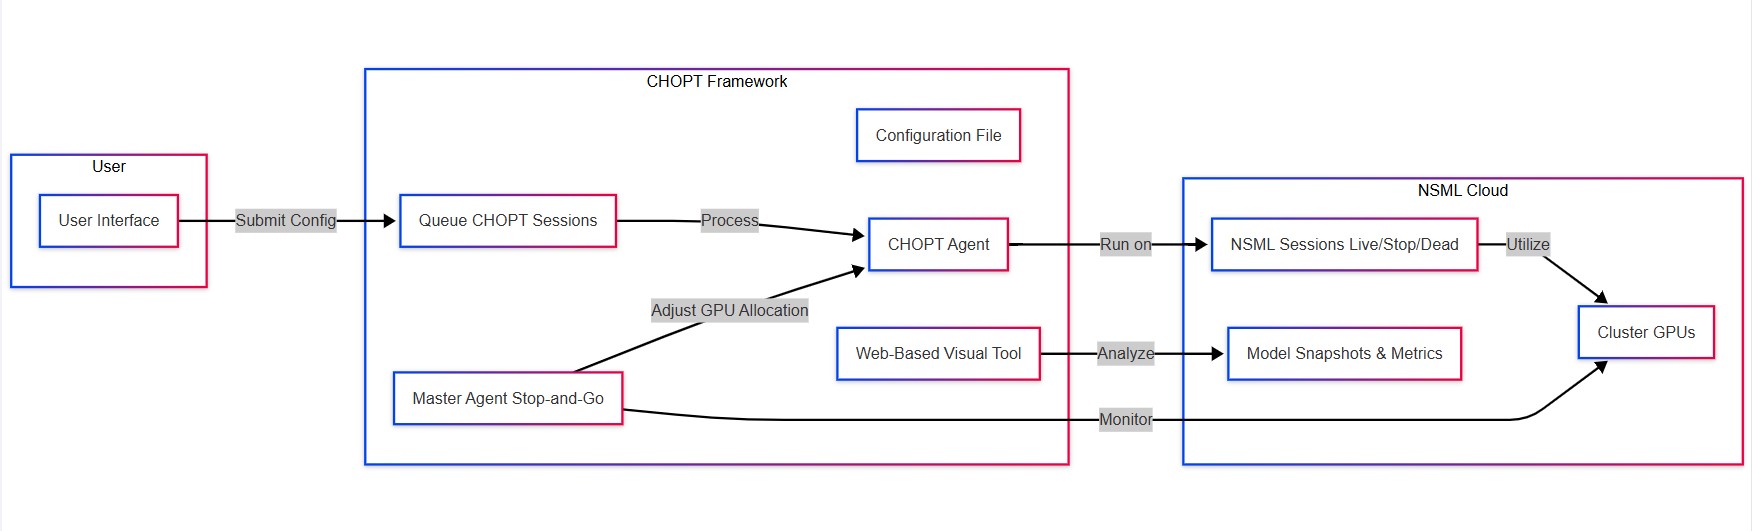 CHOPT Framework
Configuration File
User
User Interface
Submit Config
Queue CHOPT Sessions
Process
CHOPT Agent
Run on
NSML Cloud
NSML Sessions Live/Stop/Dead
Utilize
Adjust GPU Allocation
Web-Based Visual Tool
Analyze
Model Snapshots & Metrics
Cluster GPUs
Master Agent Stop-and-Go
Monitor